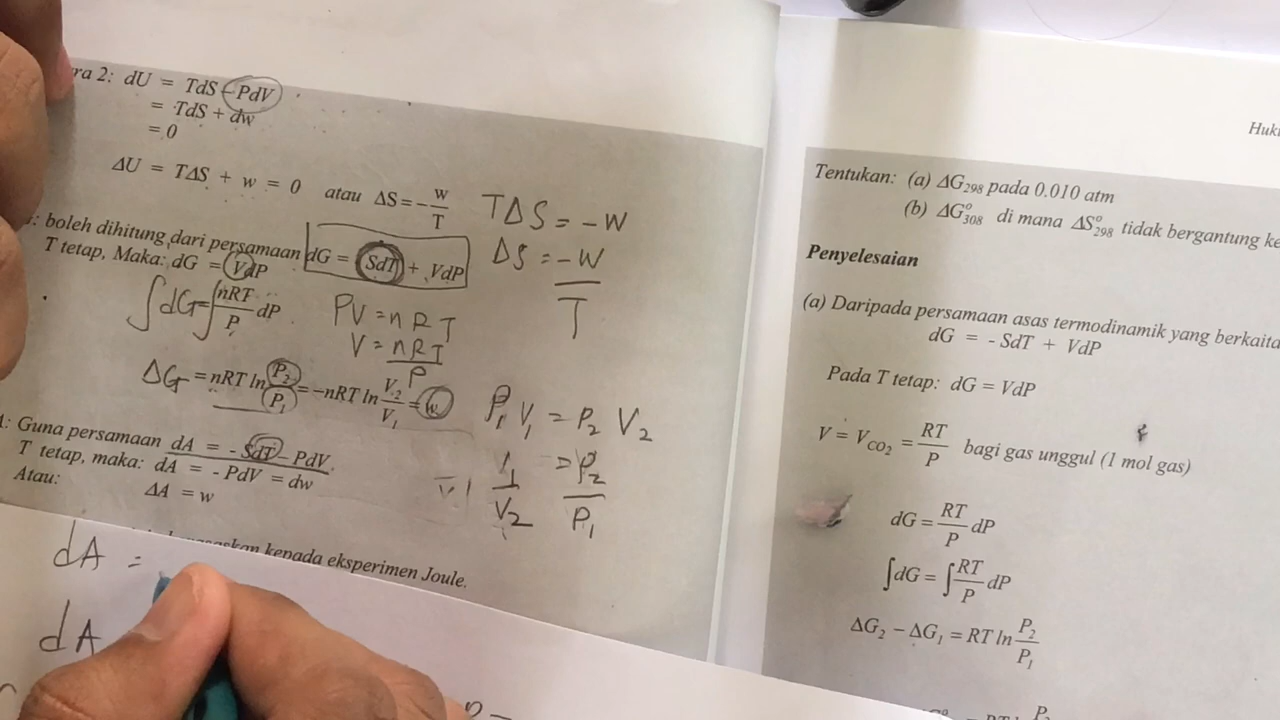 ra 2: dU = TdS - PdV
= TdS + dw
= 0
ΔU = TΔS + w = 0 atau ΔS = - w/T
TΔS = -w
ΔS = -w/T
: boleh dihitung dari persamaan dG = SdT + VdP
T tetap, Maka: dG = VdP
∫dG = ∫ nRT/P dP
PV = nRT
V = nRT/P
ΔG = nRT ln P2/P1 = -nRT ln V2/V1 = w
P1 V1 = P2 V2
V1/V2 = P2/P1
: Guna persamaan dA = - SdT - PdV
T tetap, maka: dA = - PdV = dw
Atau: ΔA = w
kepada eksperimen Joule.
dA =
dA
Huk
Tentukan: (a) ΔG298 pada 0.010 atm
(b) ΔG°308 di mana ΔS°298 tidak bergantung ke
Penyelesaian
(a) Daripada persamaan asas termodinamik yang berkaita
dG = - SdT + VdP
Pada T tetap: dG = VdP
V = VCO2 = RT/P bagi gas unggul (1 mol gas)
dG = RT/P dP
∫dG = ∫ RT/P dP
ΔG2 – ΔG1 = RT ln P2/P1